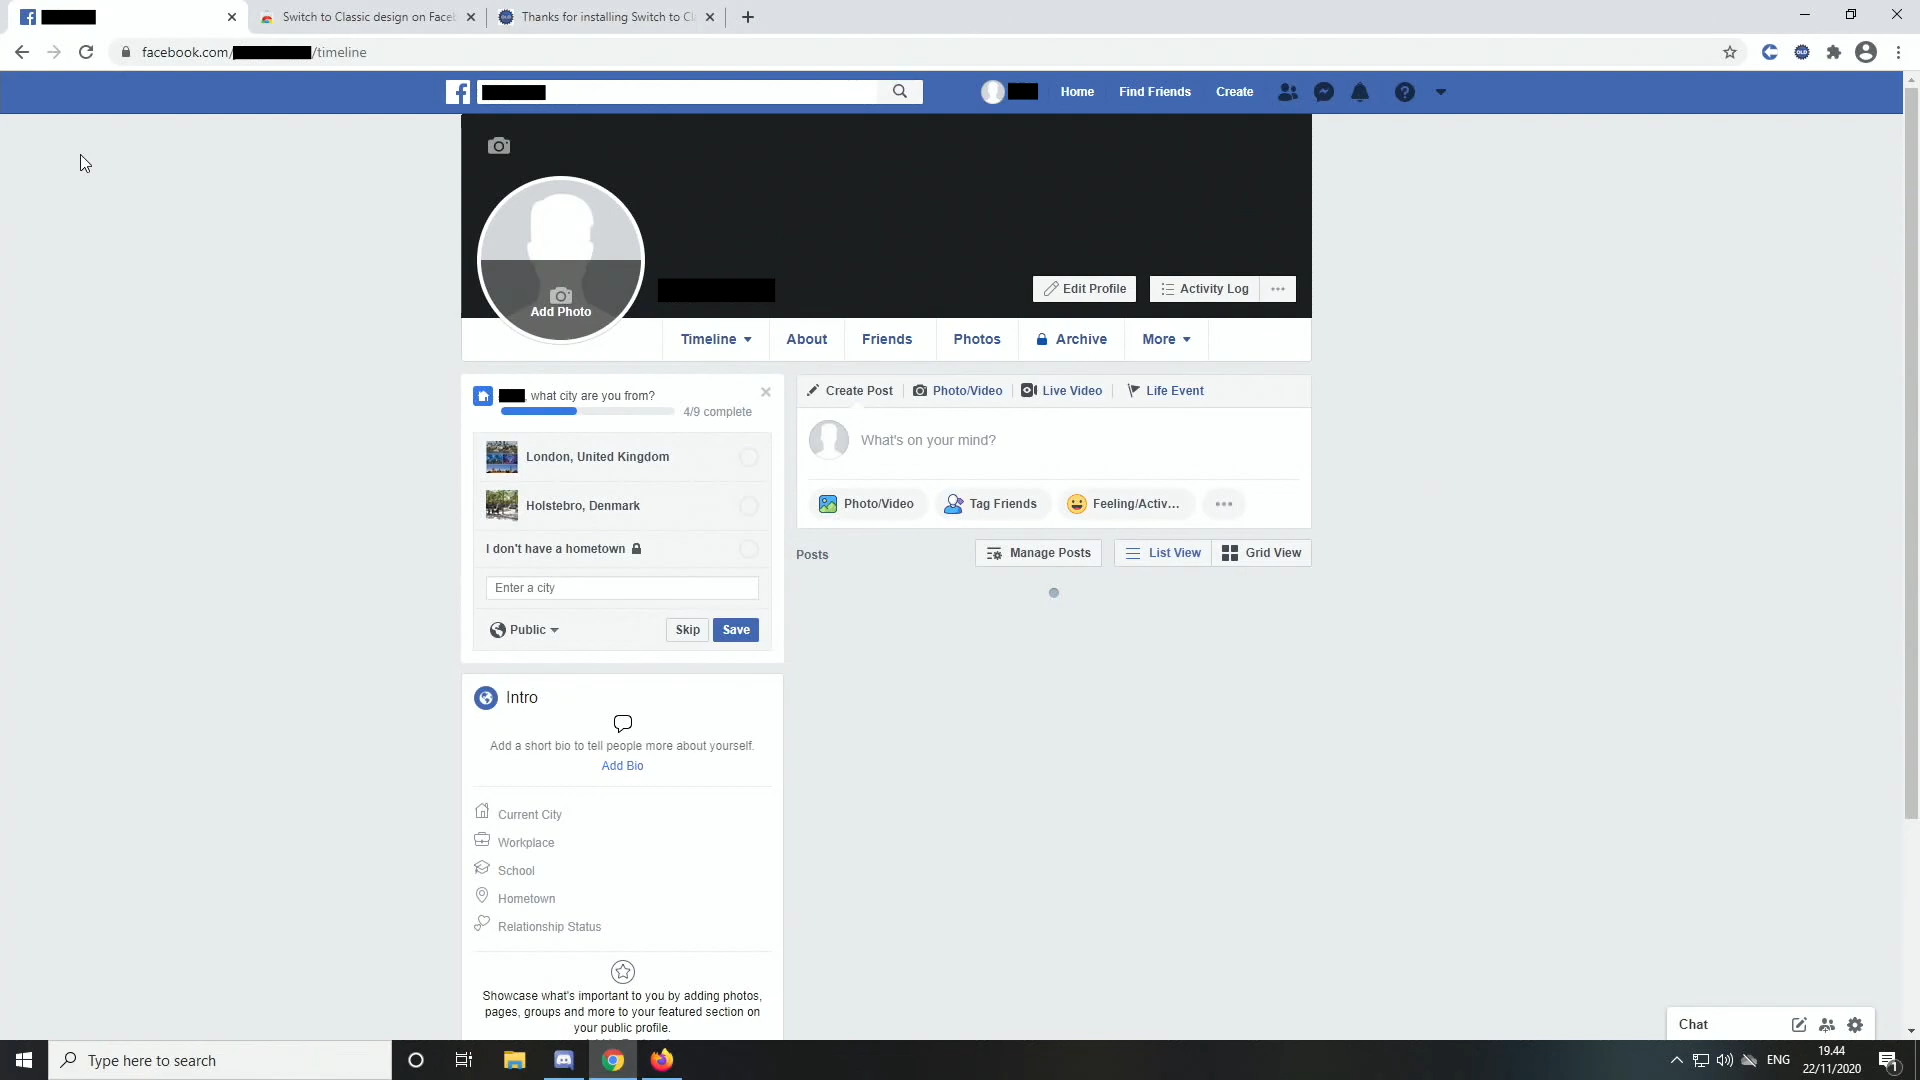 Switch to Classic design on Face
Thanks for installing Switch to Cl
facebook.com/ /timeline
Home
Find Friends
Create
Add Photo
Edit Profile
Activity Log
Timeline
About
Friends
Photos
Archive
More
, what city are you from?
4/9 complete
London, United Kingdom
Holstebro, Denmark
I don't have a hometown
Enter a city
Public
Skip
Save
Create Post
Photo/Video
Live Video
Life Event
What's on your mind?
Photo/Video
Tag Friends
Feeling/Activ...
Posts
Manage Posts
List View
Grid View
Intro
Add a short bio to tell people more about yourself.
Add Bio
Current City
Workplace
School
Hometown
Relationship Status
Showcase what's important to you by adding photos,
pages, groups and more to your featured section on
your public profile.
Chat
Type here to search
ENG
19.44
22/11/2020
1